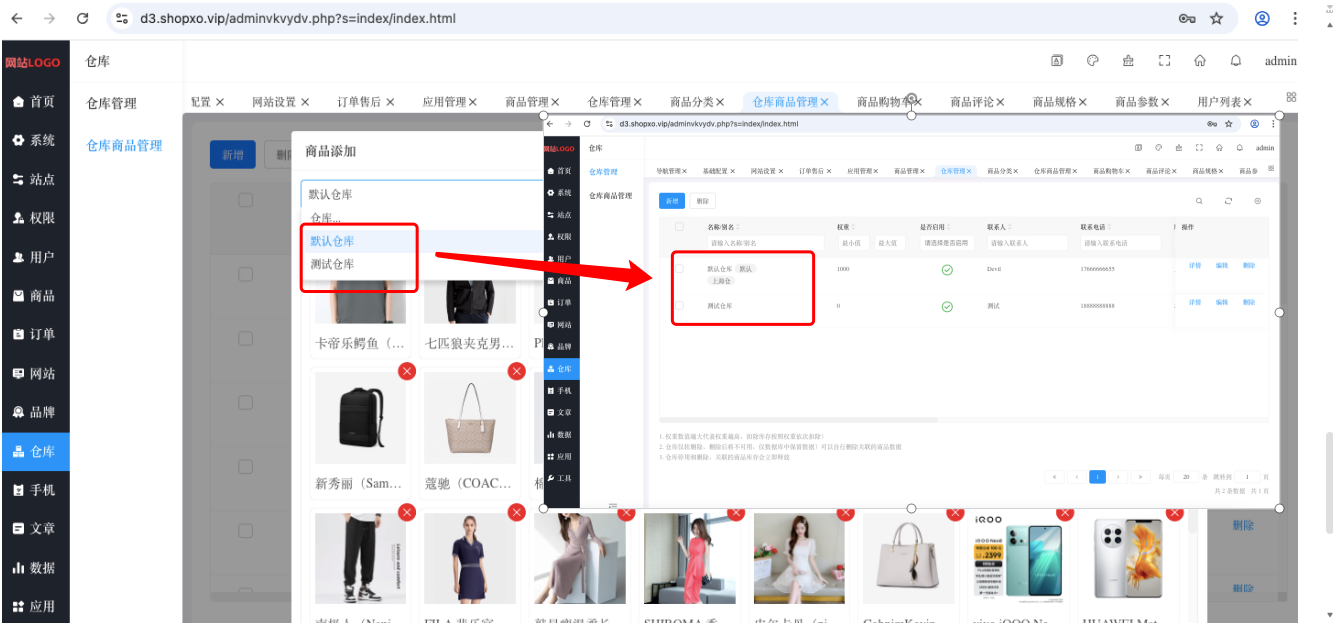 d3.shopxo.vip/adminvkvydv.php?s=index/index.html
网站LOGO
仓库
admin
首页
系统
站点
权限
用户
商品
订单
网站
品牌
仓库
手机
文章
数据
应用
仓库管理
仓库商品管理
配置 ×
网站设置 ×
订单售后 ×
应用管理 ×
商品管理 ×
仓库管理 ×
商品分类 ×
仓库商品管理 ×
商品购物车 ×
商品评论 ×
商品规格 ×
商品参数 ×
用户列表 ×
新增
商品添加
默认仓库
仓库...
默认仓库
测试仓库
卡帝乐鳄鱼（...
七匹狼夹克男...
新秀丽（Sam...
蔻驰（COAC...
iQOO
2399
删除
删除
d3.shopxo.vip/adminvkvydv.php?s=index/index.html
网站LOGO
仓库
admin
首页
系统
站点
权限
用户
商品
订单
网站
品牌
仓库
手机
文章
数据
应用
工具
仓库管理
仓库商品管理
导航管理 ×
基础配置 ×
网站设置 ×
订单售后 ×
应用管理 ×
商品管理 ×
仓库管理 ×
商品分类 ×
仓库商品管理 ×
商品购物车 ×
商品评论 ×
商品规格 ×
商品参
新增
删除
名称/别名
权重
是否启用
联系人
联系电话
操作
请输入名称/别名
最小值
最大值
请选择是否启用
请输入联系人
请输入联系电话
默认仓库 默认
上海仓
1000
Devil
17666666655
详情 编辑 删除
测试仓库
0
测试
18888888888
详情 编辑 删除
1. 权重数值越大代表权重越高，扣除库存按照权重依次扣除）
2. 仓库仅软删除，删除后将不可用，仅数据库中保留数据）可以自行删除关联的商品数据
3. 仓库停用和删除，关联的商品库存会立即释放
1
每页 20 条 跳转到 1 页
共 2 条数据 共 1 页